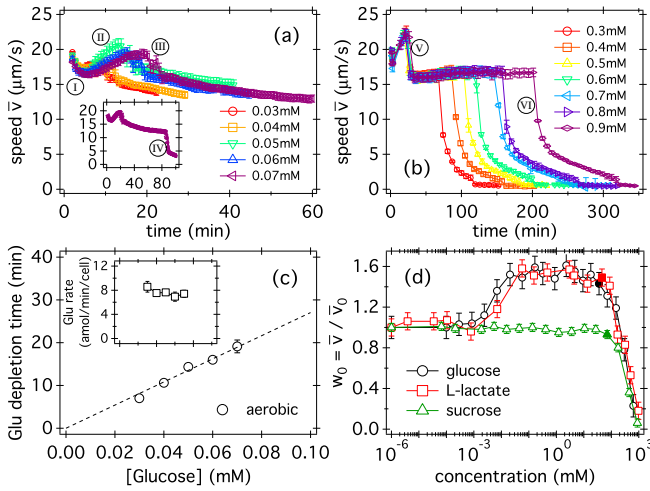 25
20
15
10
5
0
speed v̄ (μm/s)
0
10
20
30
40
50
60
time (min)
(a)
I
II
III
IV
20
15
10
5
0
0
40
80
0.03mM
0.04mM
0.05mM
0.06mM
0.07mM
25
20
15
10
5
0
speed v̄ (μm/s)
0
100
200
300
time (min)
(b)
V
VI
0.3mM
0.4mM
0.5mM
0.6mM
0.7mM
0.8mM
0.9mM
40
30
20
10
0
Glu depletion time (min)
0.00
0.02
0.04
0.06
0.08
0.10
[Glucose] (mM)
(c)
12
8
4
0
Glu rate
(amol/min/cell)
aerobic
1.6
1.2
0.8
0.4
0.0
w₀ = v̄ / v̄₀
10⁻⁶
10⁻³
10⁰
10³
concentration (mM)
(d)
glucose
L-lactate
sucrose